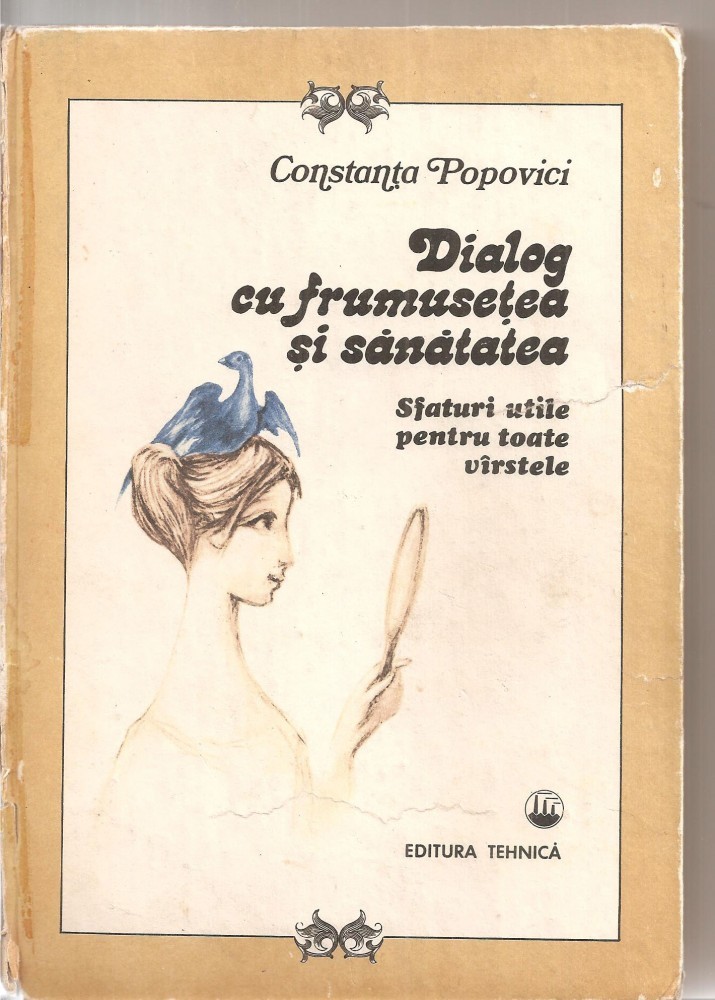 Constanța Popovici
Dialog
cu frumusețea
și sănătatea
Sfaturi utile
pentru toate
vîrstele
EDITURA TEHNICĂ